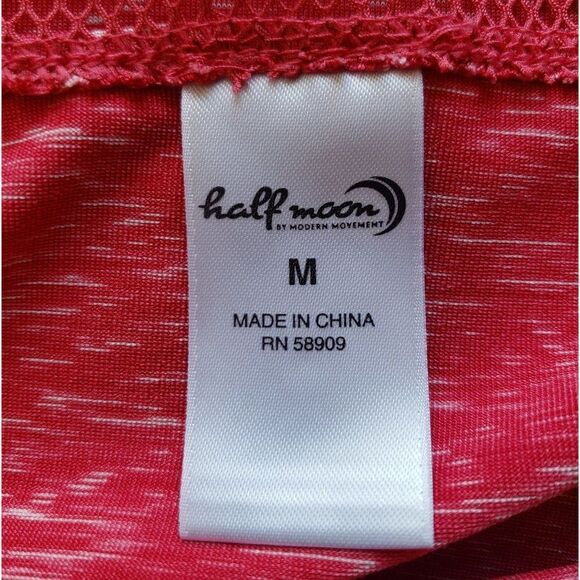 half moon
BY MODERN MOVEMENT
M
MADE IN CHINA
RN 58909